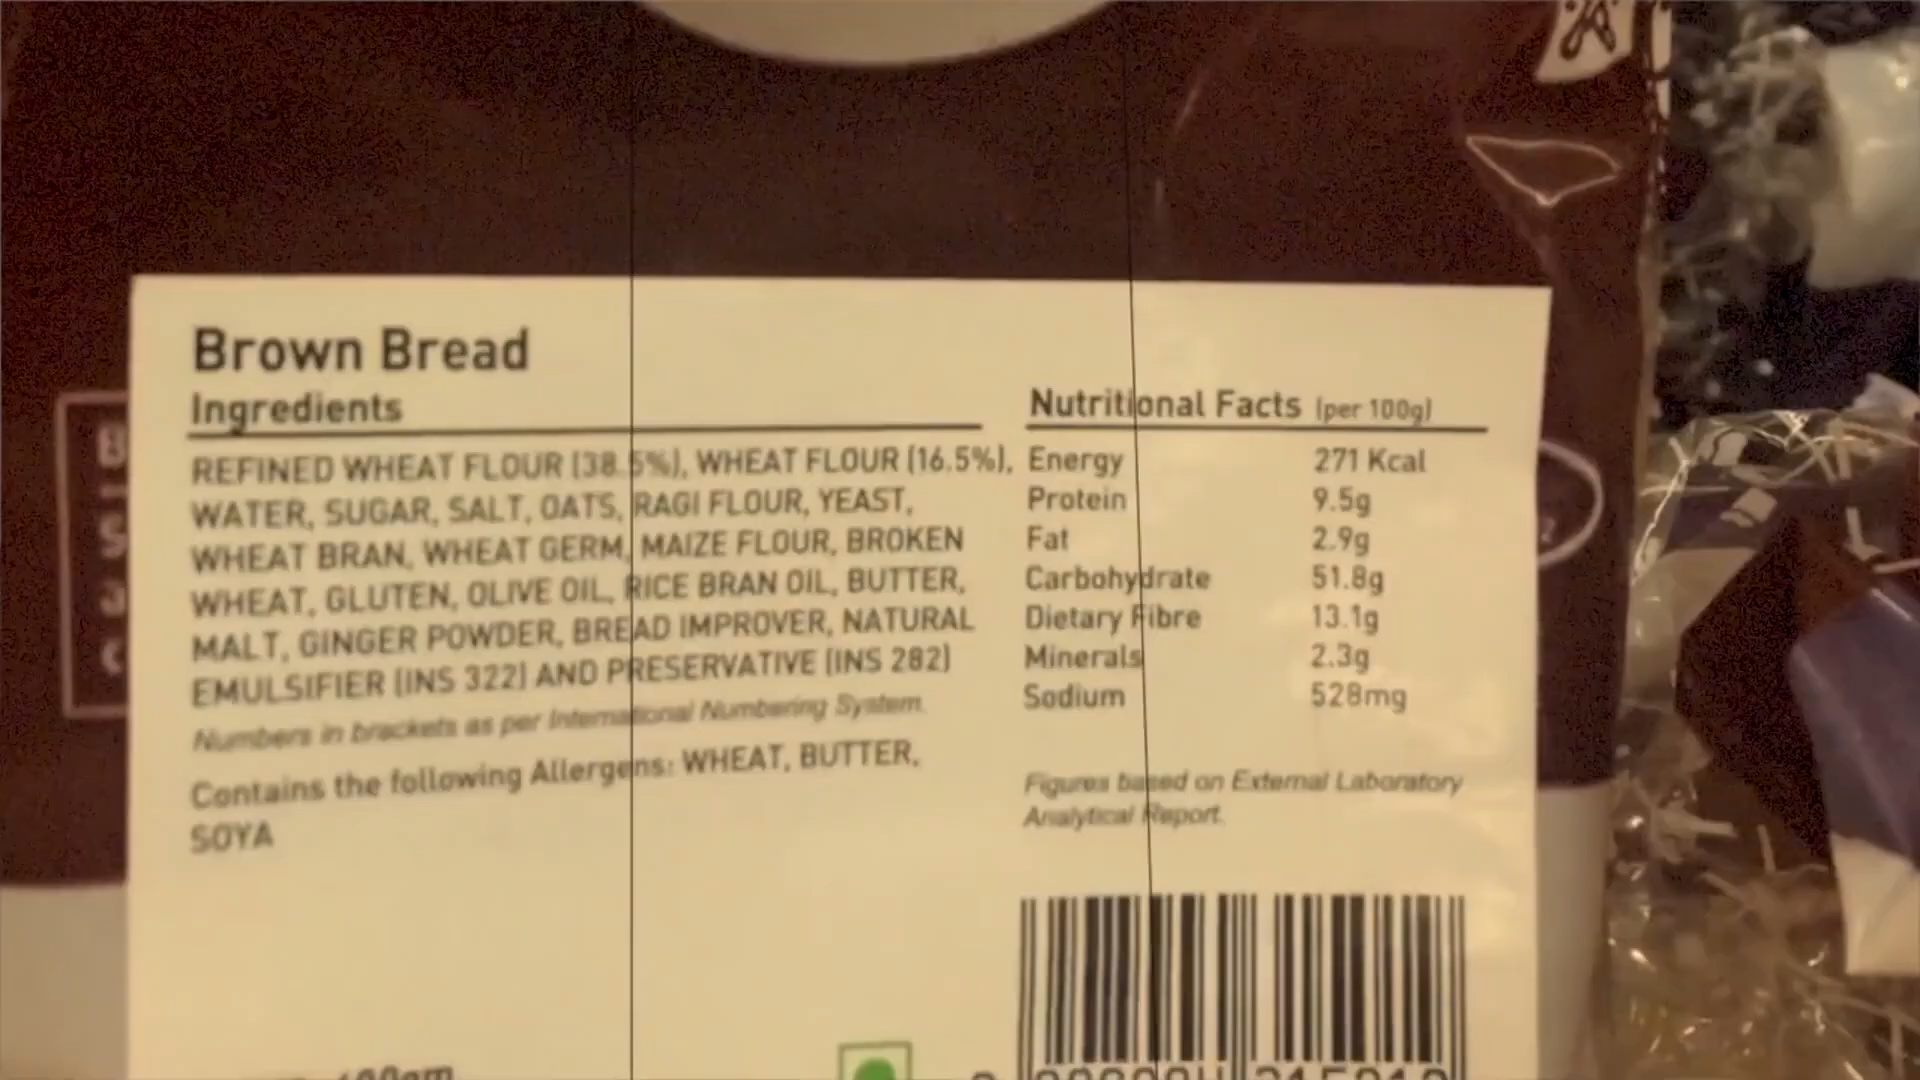 Brown Bread
Ingredients
REFINED WHEAT FLOUR (38.5%), WHEAT FLOUR (16.5%),
WATER, SUGAR, SALT, OATS, RAGI FLOUR, YEAST,
WHEAT BRAN, WHEAT GERM, MAIZE FLOUR, BROKEN
WHEAT, GLUTEN, OLIVE OIL, RICE BRAN OIL, BUTTER,
MALT, GINGER POWDER, BREAD IMPROVER, NATURAL
EMULSIFIER (INS 322) AND PRESERVATIVE (INS 282)
Numbers in brackets as per International Numbering System.
Contains the following Allergens: WHEAT, BUTTER,
SOYA
Nutritional Facts (per 100g)
Energy 271 Kcal
Protein 9.5g
Fat 2.9g
Carbohydrate 51.8g
Dietary Fibre 13.1g
Minerals 2.3g
Sodium 528mg
Figures based on External Laboratory
Analytical Report.